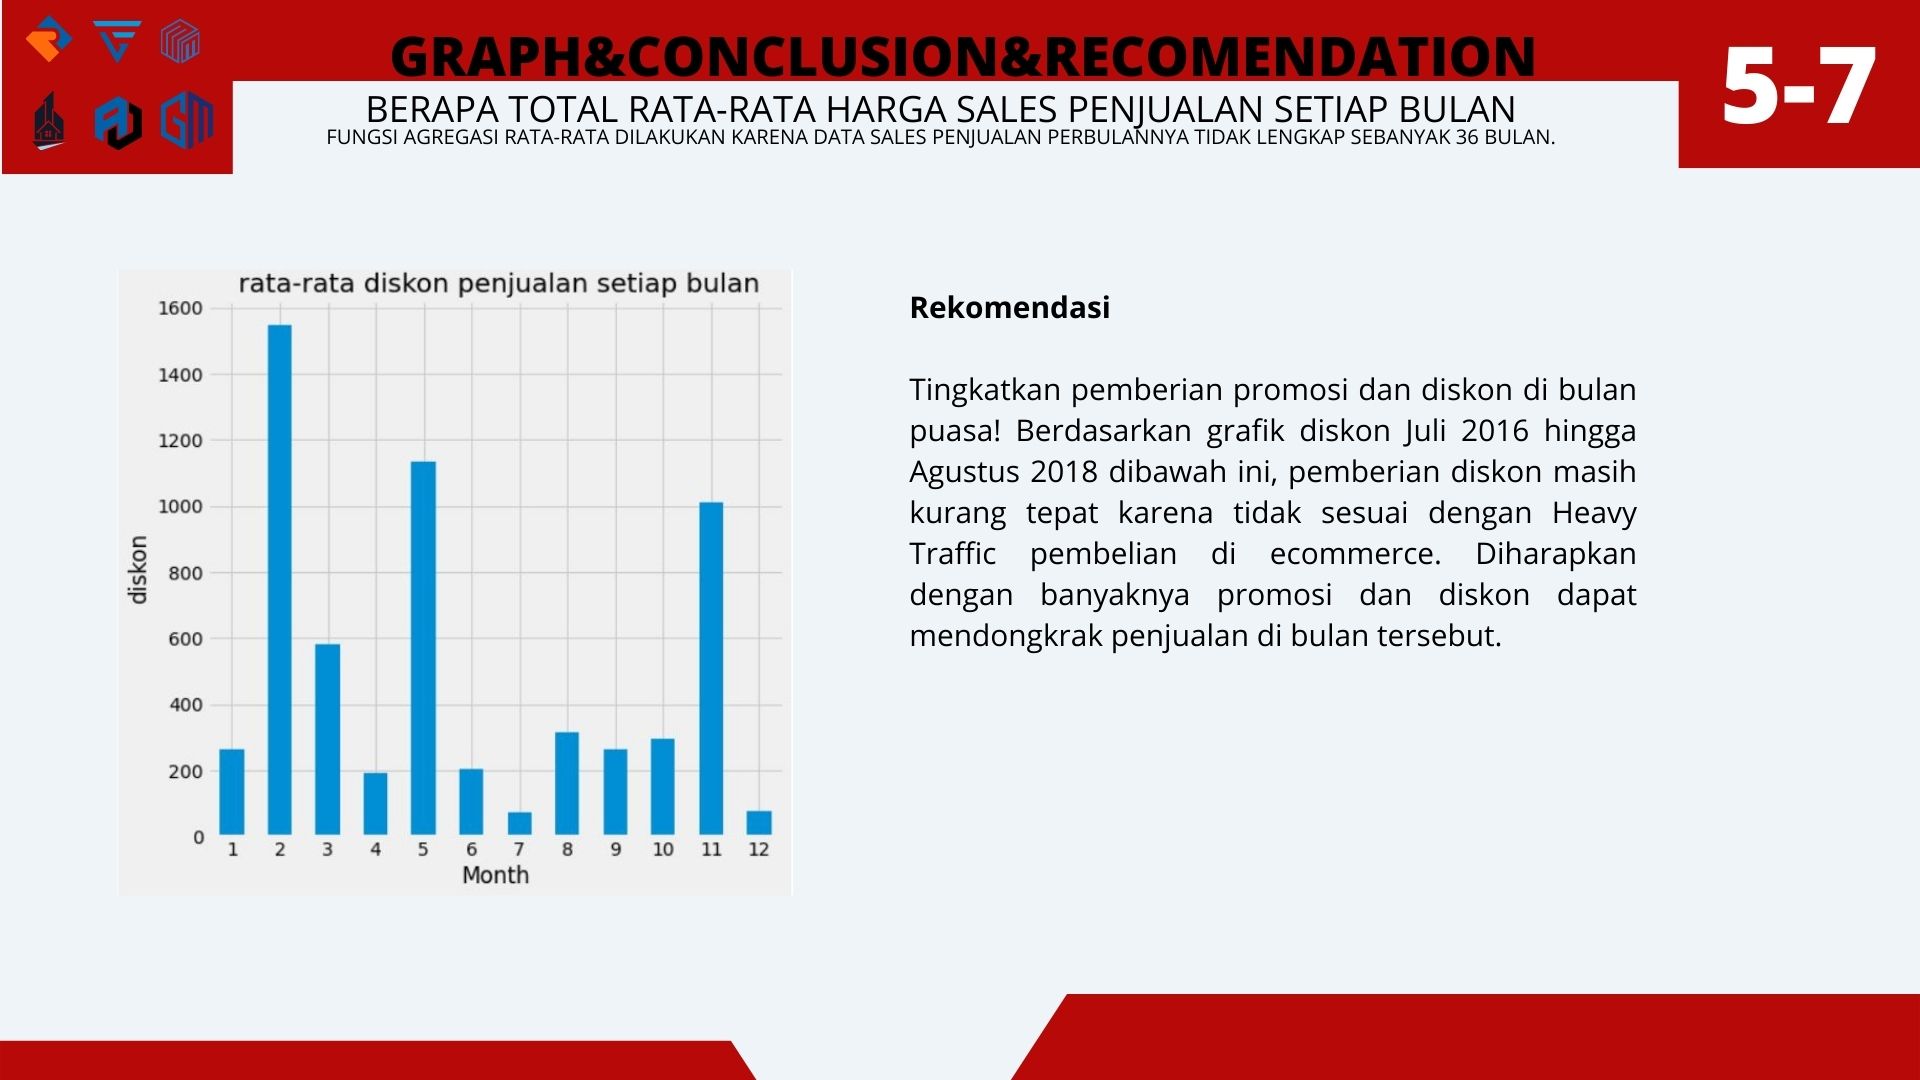 GRAPH&CONCLUSION&RECOMENDATION
5-7
BERAPA TOTAL RATA-RATA HARGA SALES PENJUALAN SETIAP BULAN
FUNGSI AGREGASI RATA-RATA DILAKUKAN KARENA DATA SALES PENJUALAN PERBULANNYA TIDAK LENGKAP SEBANYAK 36 BULAN.
rata-rata diskon penjualan setiap bulan
1600
1400
1200
1000
800
600
400
200
0
diskon
1 2 3 4 5 6 7 8 9 10 11 12
Month
Rekomendasi
Tingkatkan pemberian promosi dan diskon di bulan
puasa! Berdasarkan grafik diskon Juli 2016 hingga
Agustus 2018 dibawah ini, pemberian diskon masih
kurang tepat karena tidak sesuai dengan Heavy
Traffic pembelian di ecommerce. Diharapkan
dengan banyaknya promosi dan diskon dapat
mendongkrak penjualan di bulan tersebut.